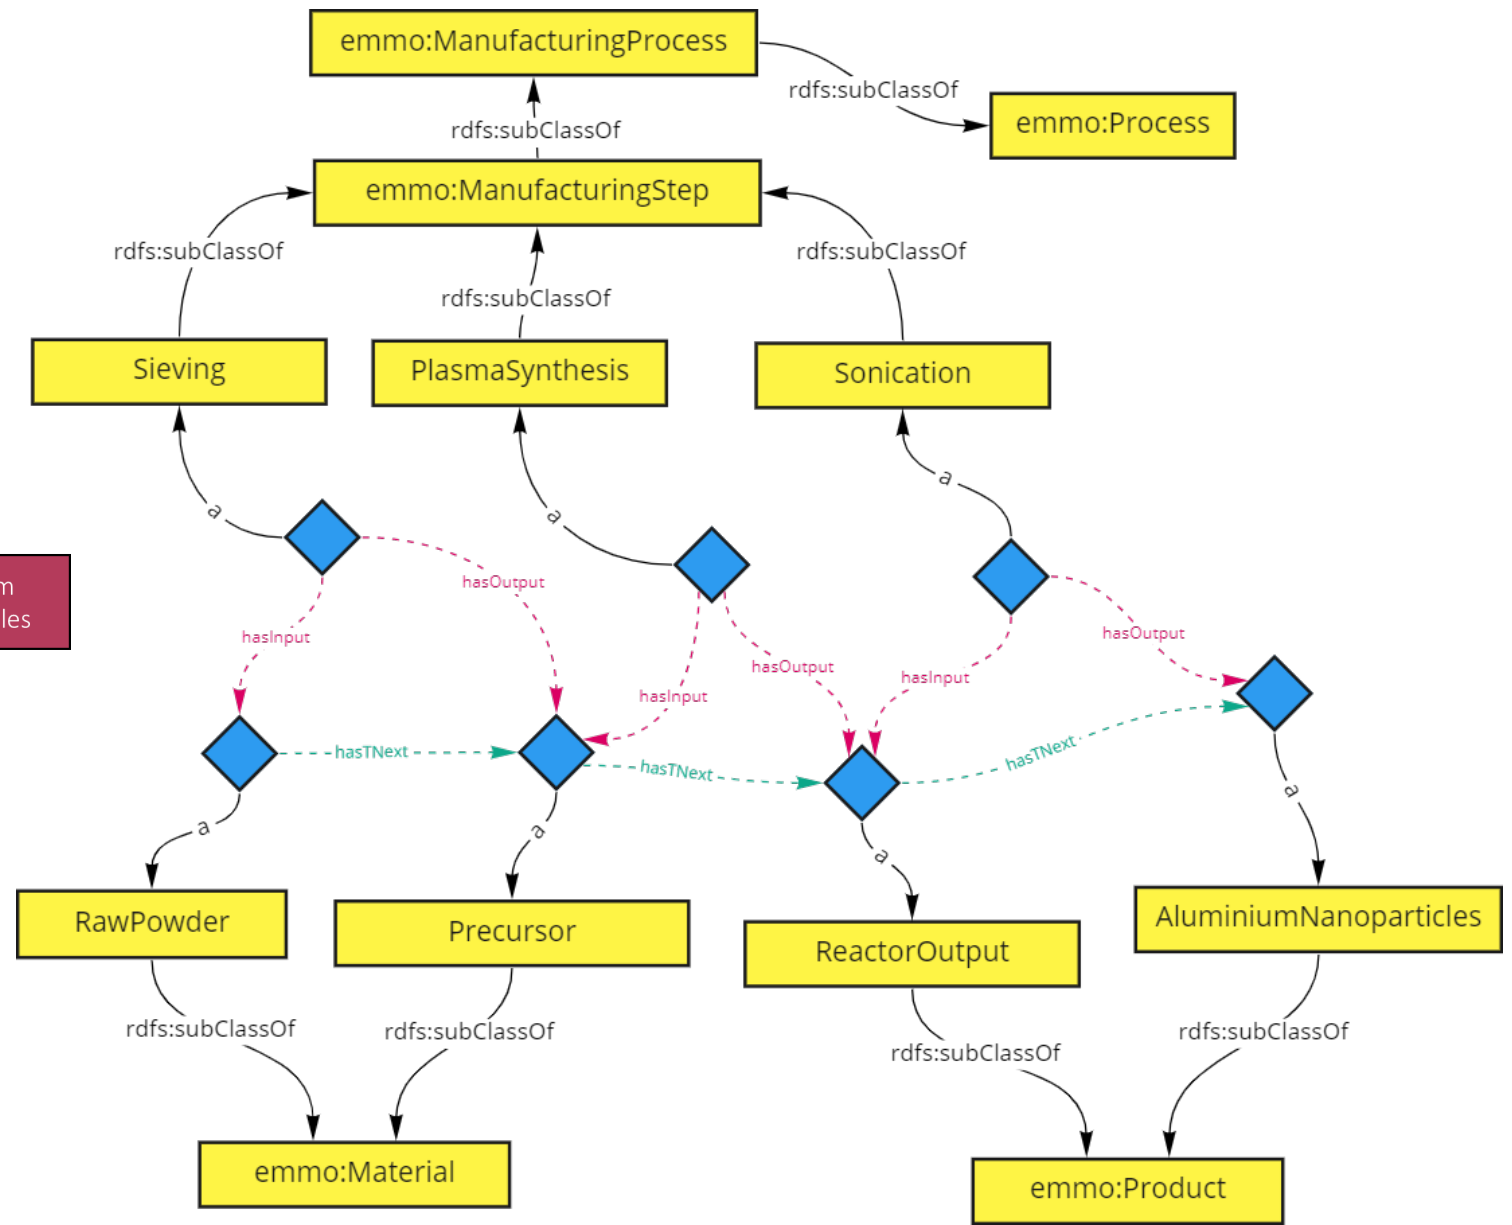 emmo:ManufacturingProcess
rdfs:subClassOf
emmo:Process
rdfs:subClassOf
emmo:ManufacturingStep
rdfs:subClassOf
rdfs:subClassOf
rdfs:subClassOf
Sieving
PlasmaSynthesis
Sonication
a
a
a
hasOutput
hasInput
hasOutput
hasInput
hasOutput
hasInput
m
les
hasTNext
hasTNext
hasTNext
a
a
a
a
RawPowder
Precursor
ReactorOutput
AluminiumNanoparticles
rdfs:subClassOf
rdfs:subClassOf
rdfs:subClassOf
rdfs:subClassOf
emmo:Material
emmo:Product